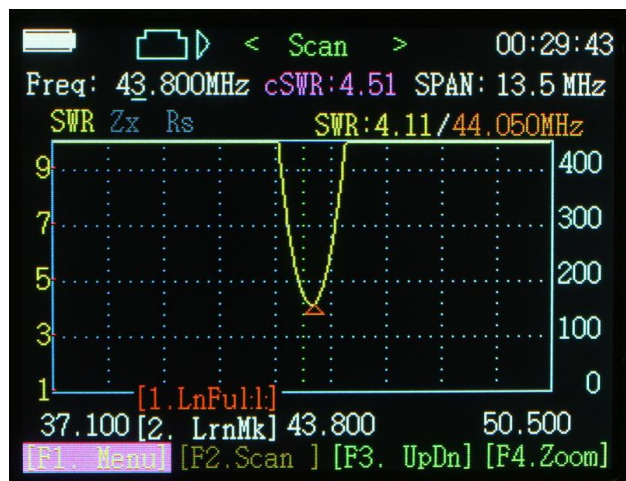 < Scan > 00:29:43
Freq: 43.800MHz cSWR:4.51 SPAN: 13.5 MHz
SWR Zx Rs SWR:4.11/44.050MHz
9 400
7 300
5 200
3 100
1 0
[1.LnFull]
37.100 [2. LrnMk] 43.800 50.500
[F1. Menu] [F2.Scan ] [F3. UpDn] [F4.Zoom]